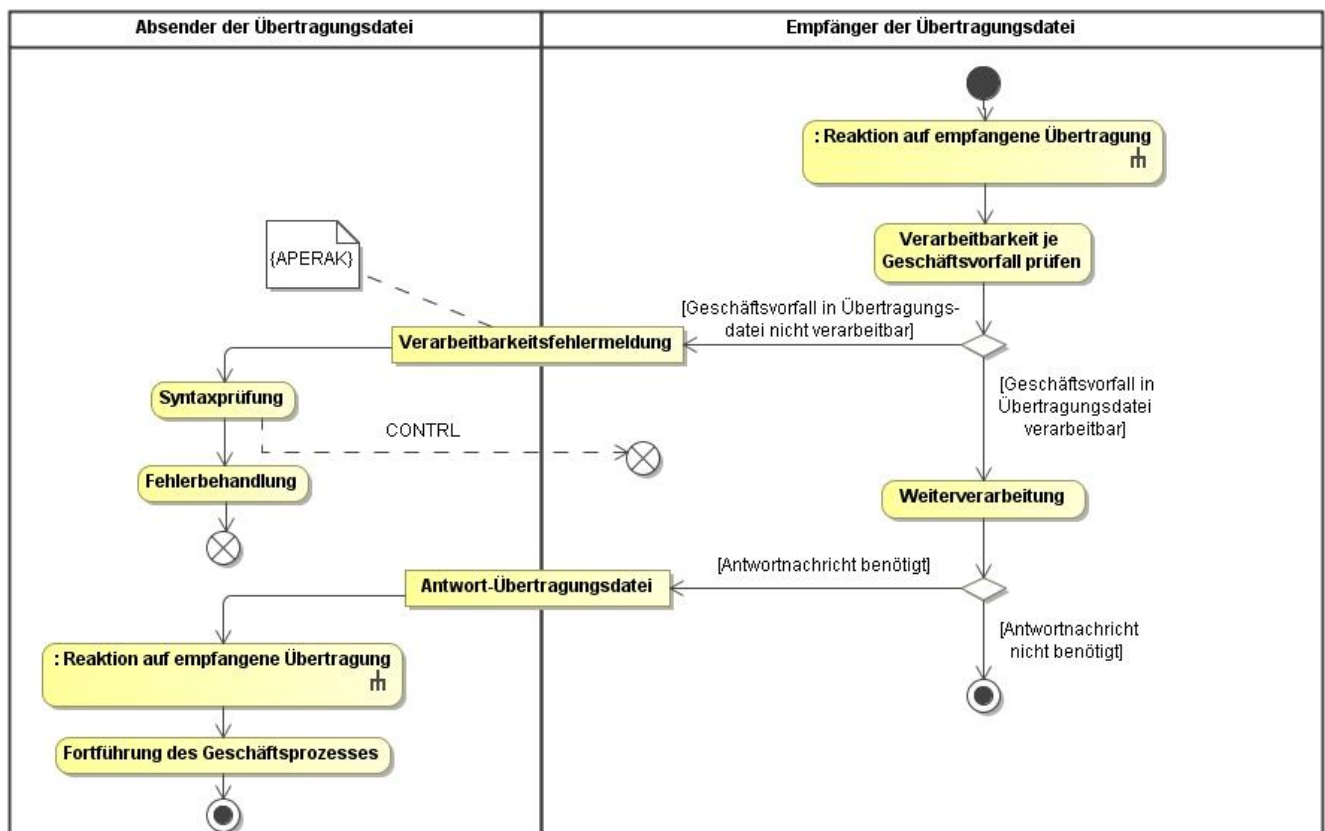 Absender der Übertragungsdatei
Empfänger der Übertragungsdatei
: Reaktion auf empfangene Übertragung
Verarbeitbarkeit je
Geschäftsvorfall prüfen
{APERAK}
[Geschäftsvorfall in Übertragungs-
datei nicht verarbeitbar]
Verarbeitbarkeitsfehlermeldung
[Geschäftsvorfall in
Übertragungsdatei
verarbeitbar]
Syntaxprüfung
CONTRL
Fehlerbehandlung
Weiterverarbeitung
[Antwortnachricht benötigt]
Antwort-Übertragungsdatei
[Antwortnachricht
nicht benötigt]
: Reaktion auf empfangene Übertragung
Fortführung des Geschäftsprozesses